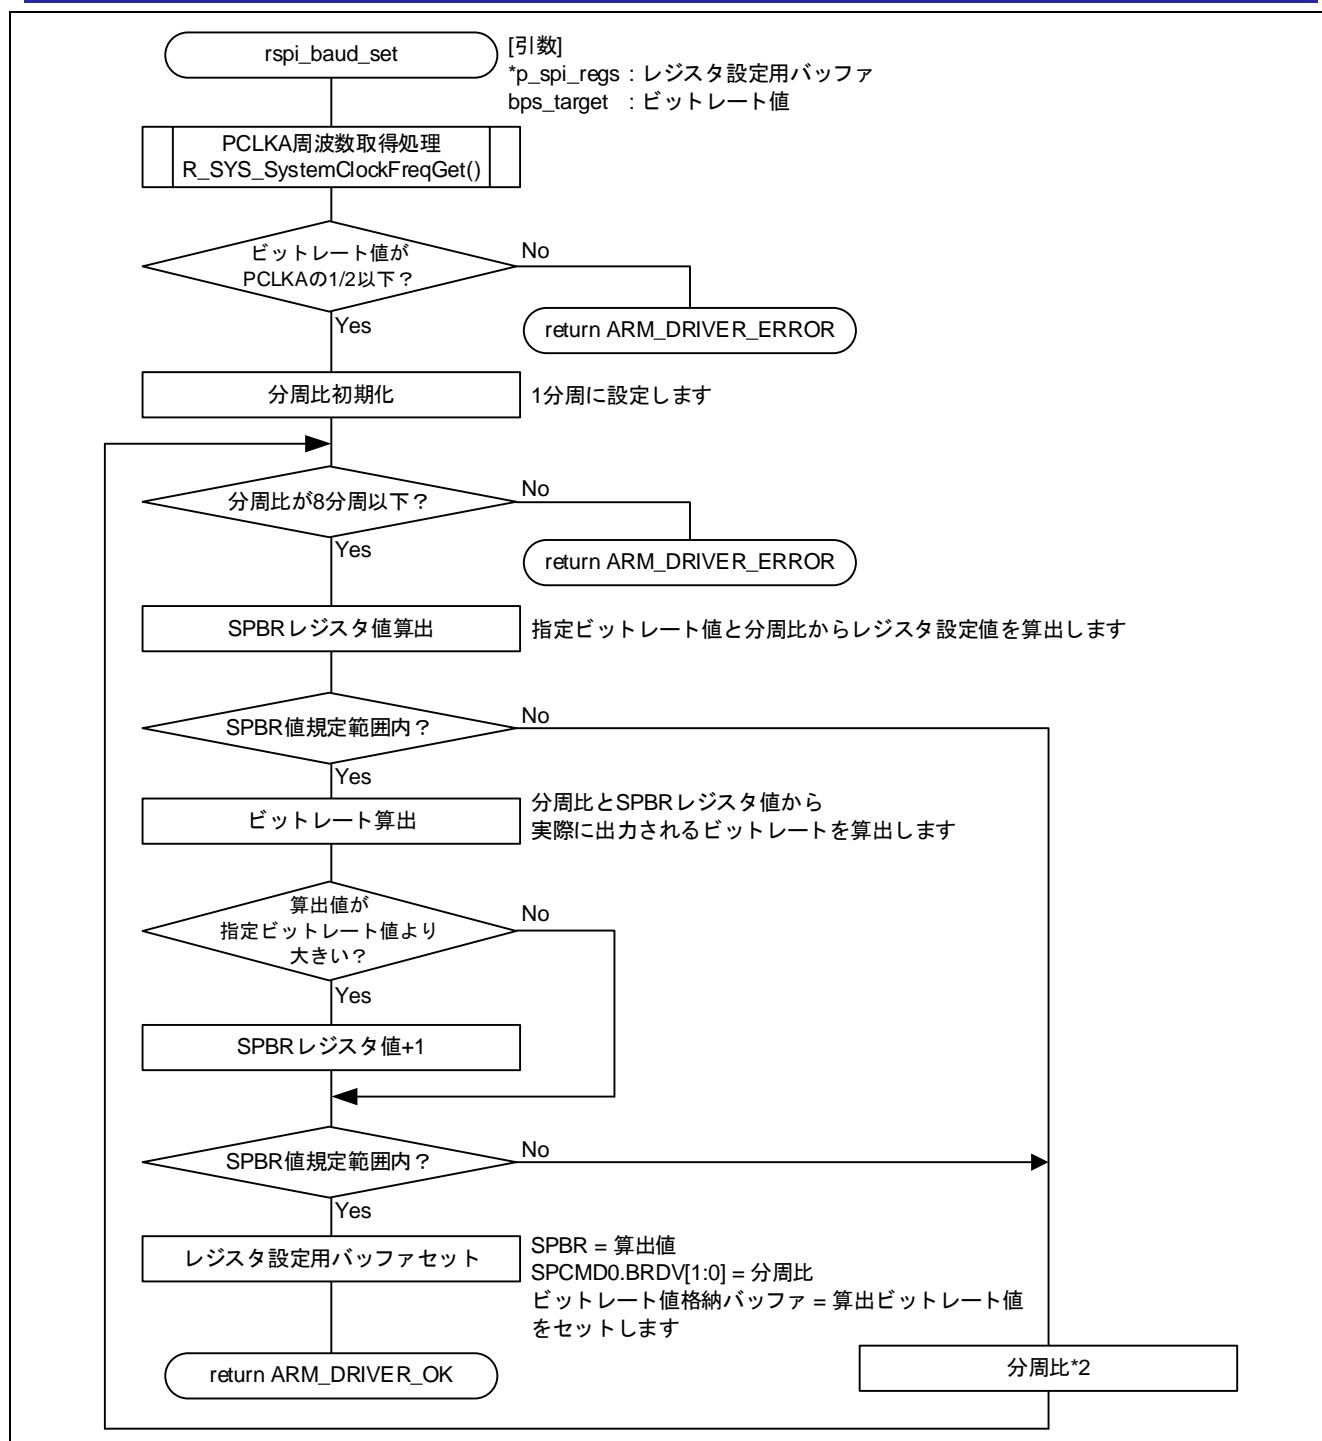 rspi_baud_set
[引数]
*p_spi_regs : レジスタ設定用バッファ
bps_target : ビットレート値
PCLKA周波数取得処理
R_SYS_SystemClockFreqGet()
ビットレート値が
PCLKAの1/2以下?
No
return ARM_DRIVER_ERROR
Yes
分周比初期化
1分周に設定します
分周比が8分周以下?
No
return ARM_DRIVER_ERROR
Yes
SPBRレジスタ値算出
指定ビットレート値と分周比からレジスタ設定値を算出します
SPBR値規定範囲内?
No
Yes
ビットレート算出
分周比とSPBRレジスタ値から
実際に出力されるビットレートを算出します
算出値が
指定ビットレート値より
大きい?
No
Yes
SPBRレジスタ値+1
SPBR値規定範囲内?
No
Yes
レジスタ設定用バッファセット
SPBR = 算出値
SPCMD0.BRDV[1:0] = 分周比
ビットレート値格納バッファ = 算出ビットレート値
をセットします
return ARM_DRIVER_OK
分周比*2